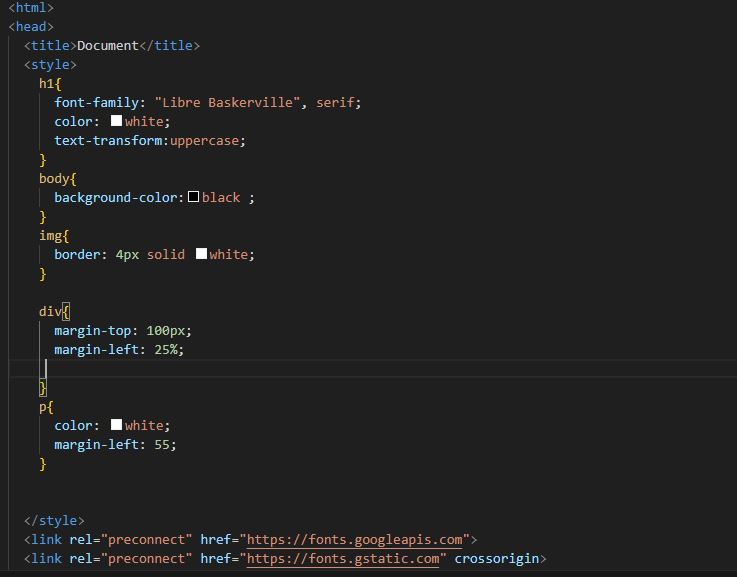 <html>
<head>
<title>Document</title>
<style>
h1{
font-family: "Libre Baskerville", serif;
color: white;
text-transform:uppercase;
}
body{
background-color: black ;
}
img{
border: 4px solid white;
}
div{
margin-top: 100px;
margin-left: 25%;
}
p{
color: white;
margin-left: 55;
}
</style>
<link rel="preconnect" href="https://fonts.googleapis.com">
<link rel="preconnect" href="https://fonts.gstatic.com" crossorigin>